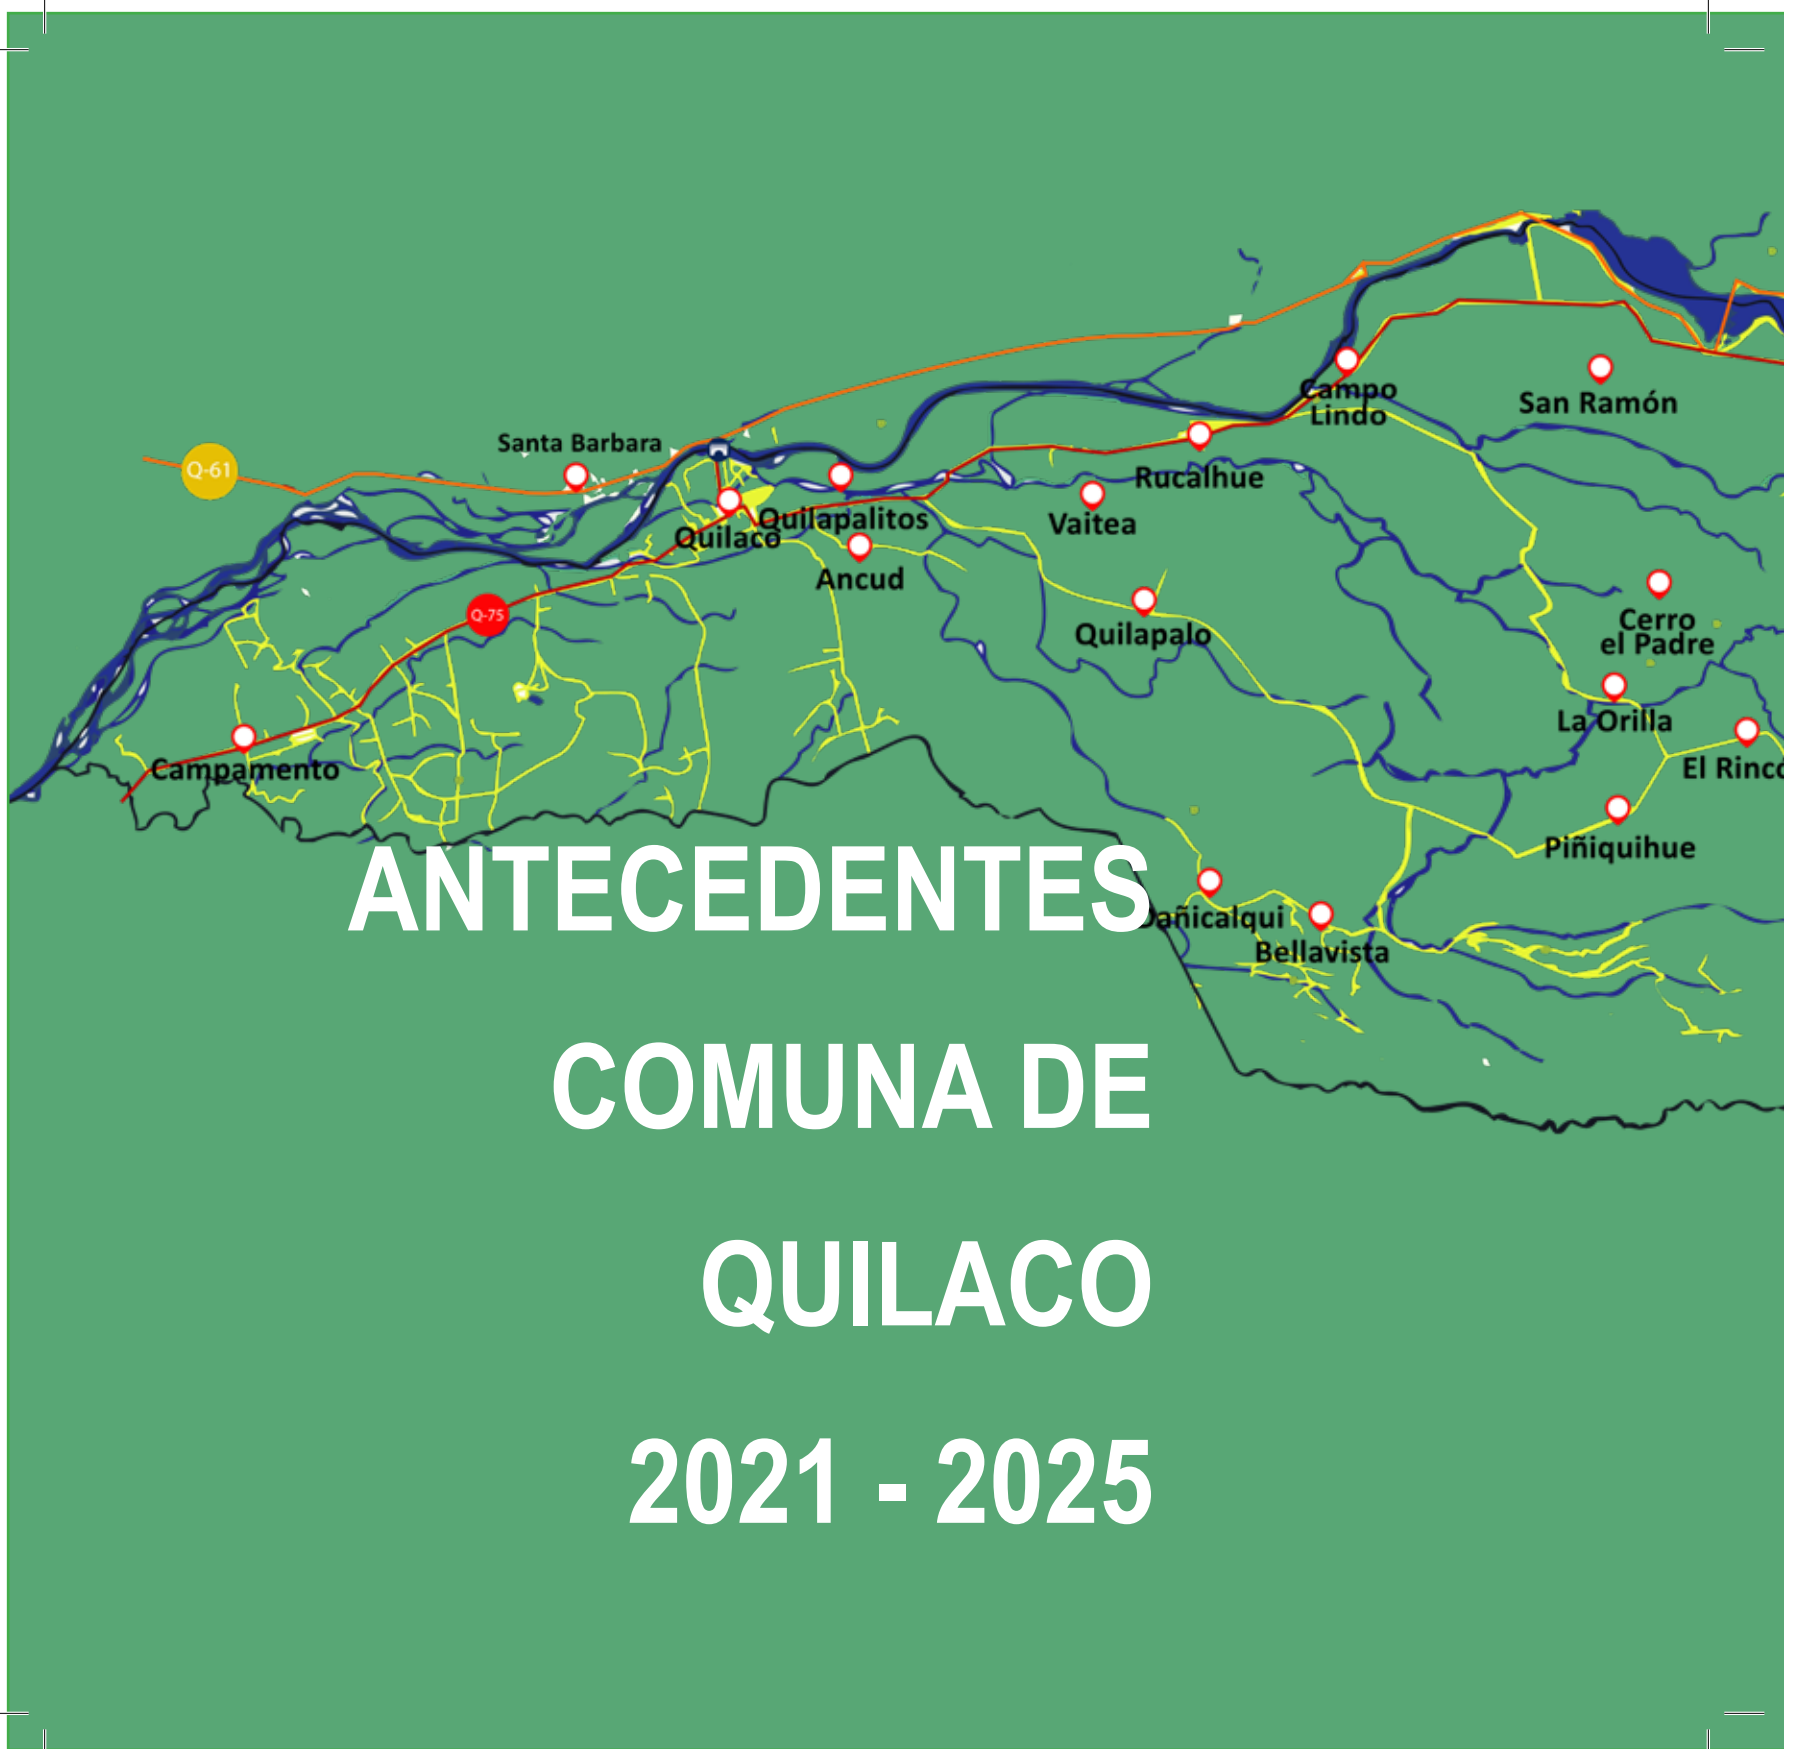 Campo
Lindo
San Ramón
Santa Barbara
Q-61
Rucalhue
Quilapalitos
Vaitea
Quilaco
Ancud
Q-75
Cerro
el Padre
Quilapalo
La Orilla
Campamento
Piñiquihue
ANTECEDENTES
Bellavista
COMUNA DE
QUILACO
2021 - 2025